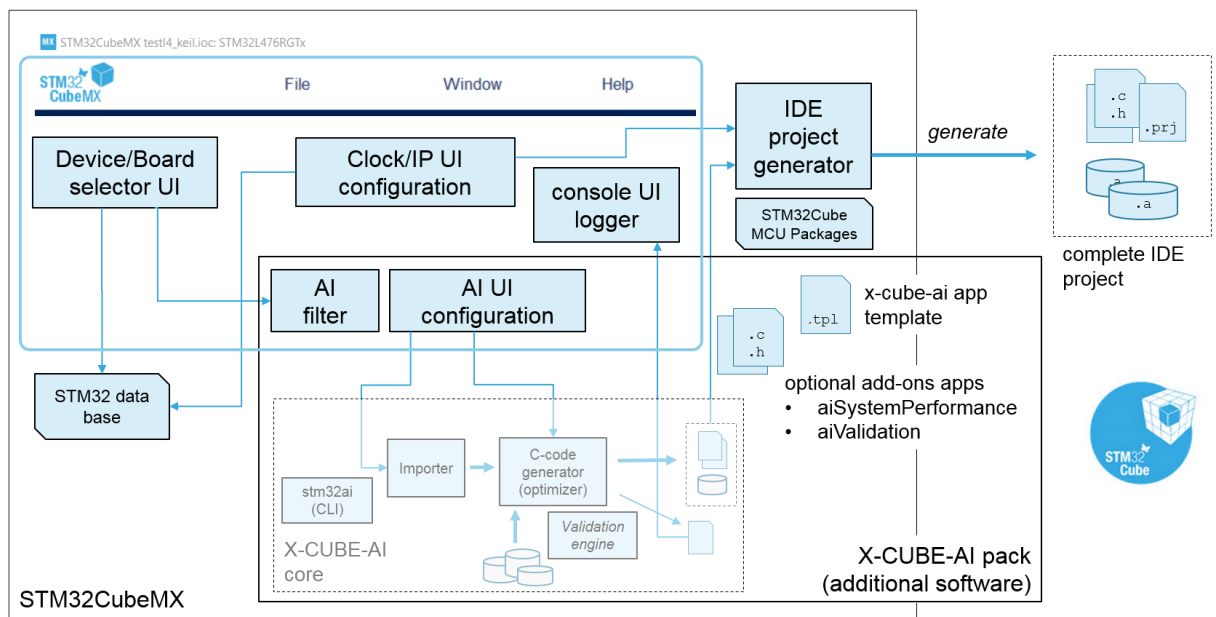 MX STM32CubeMX testl4_keil.ioc: STM32L476RGTx
STM32
CubeMX
File
Window
Help
Device/Board
selector UI
Clock/IP UI
configuration
console UI
logger
IDE
project
generator
STM32Cube
MCU Packages
generate
.c
.h
.prj
.a
.a
complete IDE
project
AI
filter
AI UI
configuration
STM32 data
base
.c
.h
.tpl
x-cube-ai app
template
optional add-ons apps
• aiSystemPerformance
• aiValidation
stm32ai
(CLI)
Importer
C-code
generator
(optimizer)
Validation
engine
X-CUBE-AI
core
X-CUBE-AI pack
(additional software)
STM32CubeMX
STM32
Cube